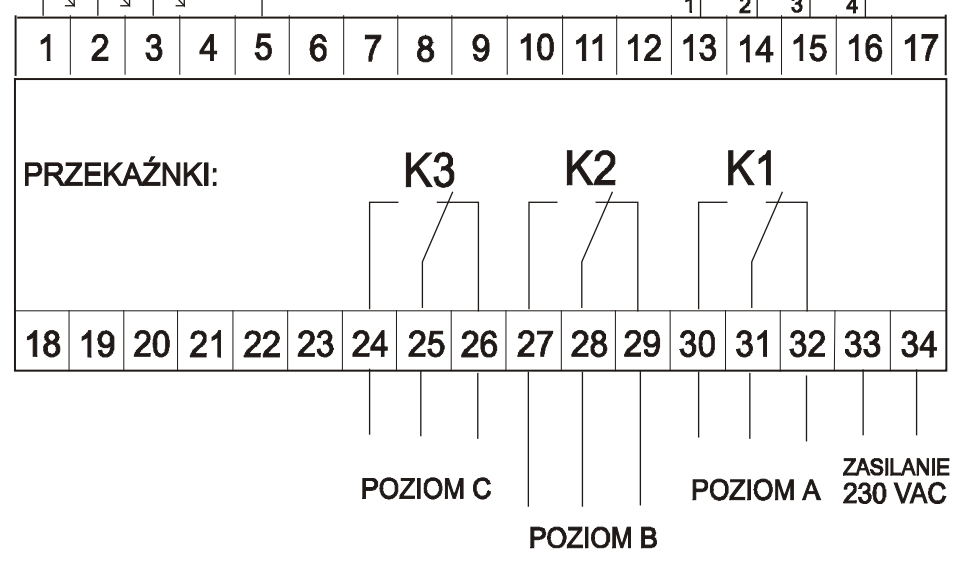 1 2 3 4
1 2 3 4 5 6 7 8 9 10 11 12 13 14 15 16 17
PRZEKAŹNKI: K3 K2 K1
18 19 20 21 22 23 24 25 26 27 28 29 30 31 32 33 34
POZIOM C POZIOM A ZASILANIE
230 VAC
POZIOM B